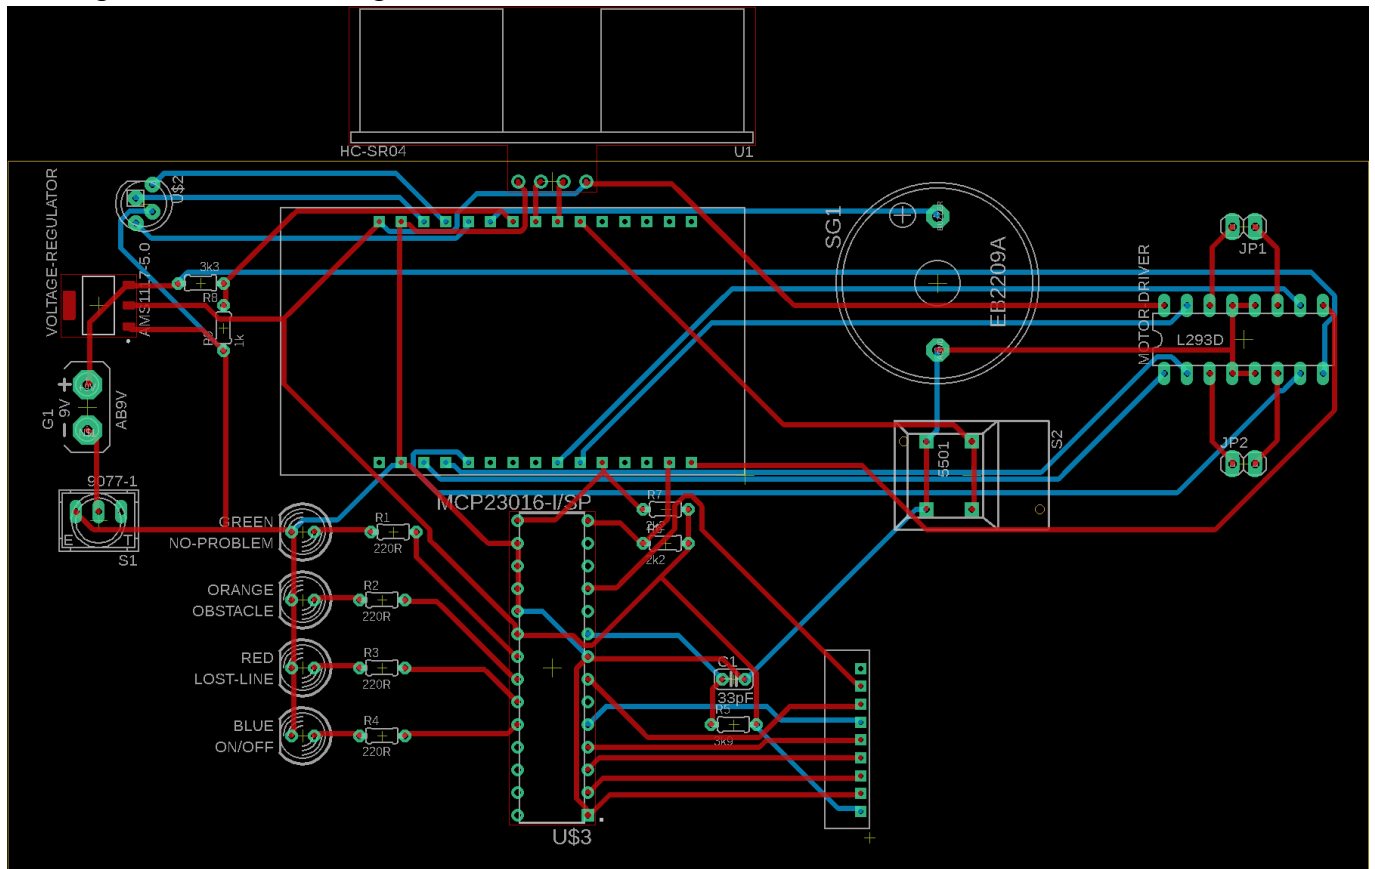 HC-SR04
U1
VOLTAGE-REGULATOR
U$2
AMS1117-5.0
3k3
R8
1k
SG1
EB2209A
MOTOR-DRIVER
JP1
L293D
JP2
+
G1
9V
AB9V
-
9077-1
E
T
S1
S2
5501
MCP23016-I/SP
R7
2k2
GREEN
NO-PROBLEM
R1
220R
ORANGE
OBSTACLE
R2
220R
RED
LOST-LINE
R3
220R
BLUE
ON/OFF
R4
220R
C1
33pF
R5
3k9
U$3